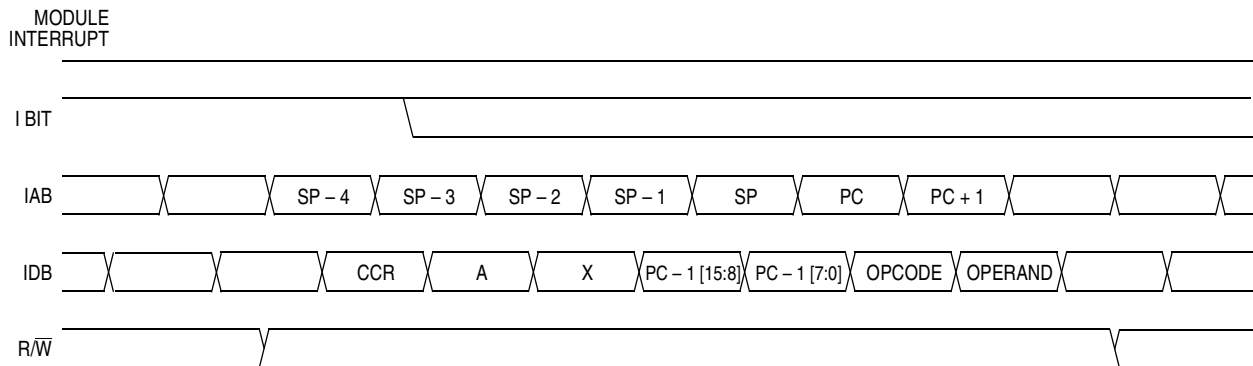 MODULE
INTERRUPT
I BIT
IAB SP – 4 SP – 3 SP – 2 SP – 1 SP PC PC + 1
IDB CCR A X PC – 1 [15:8] PC – 1 [7:0] OPCODE OPERAND
R/W̅